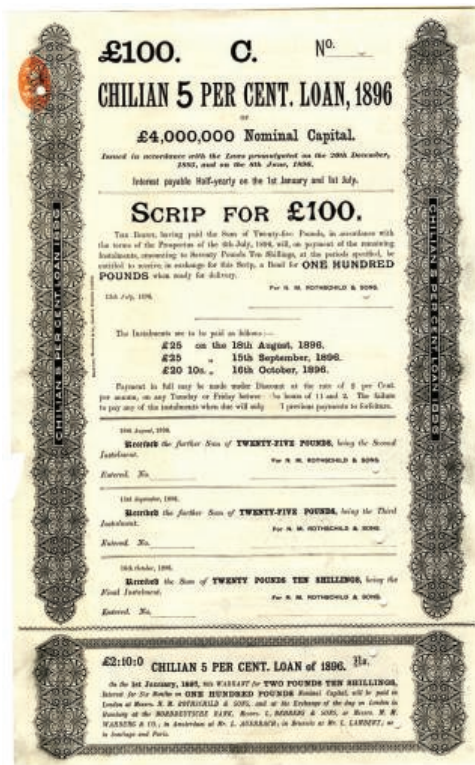 £100. C. No.
CHILIAN 5 PER CENT. LOAN, 1896
OF
£4,000,000 Nominal Capital.
Issued in accordance with the Laws promulgated on the 20th December,
1895, and on the 8th June, 1896.
Interest payable Half-yearly on the 1st January and 1st July.
SCRIP FOR £100.
THE BEARER, having paid the Sum of Twenty-five Pounds, in accordance with
the terms of the Prospectus of the July, 1896, will, on payment of the remaining
Instalments, amounting to Seventy Pounds Ten Shillings, at the periods specified, be
entitled to receive, in exchange for this Scrip, a Bond for ONE HUNDRED
POUNDS when ready for delivery.
July, 1896.
For N. M. ROTHSCHILD & SONS.
The Instalments are to be paid as follows:—
£25 on the 18th August, 1896.
£25 „ 15th September, 1896.
£20 10s. „ 16th October, 1896.
Payment in full may be made under Discount at the rate of per Cent.
per annum, on any Tuesday or Friday between the hours of 11 and 2. The failure
to pay any of the instalments when due will subject previous payments to forfeiture.
18th August, 1896.
Received the further Sum of TWENTY-FIVE POUNDS, being the Second
Instalment.
For N. M. ROTHSCHILD & SONS.
Entered. No.
15th September, 1896.
Received the further Sum of TWENTY-FIVE POUNDS, being the Third
Instalment.
For N. M. ROTHSCHILD & SONS.
Entered. No.
16th October, 1896.
Received the Sum of TWENTY POUNDS TEN SHILLINGS, being the
Final Instalment.
For N. M. ROTHSCHILD & SONS.
Entered. No.
CHILIAN 5 PER CENT LOAN 1896
CHILIAN 5 PER CENT LOAN 1896
£2:10:0 CHILIAN 5 PER CENT. LOAN of 1896. No.
On the 1st January, 1897, this WARRANT for TWO POUNDS TEN SHILLINGS,
Interest for Six Months on ONE HUNDRED POUNDS Nominal Capital, will be paid in
London at Messrs. N. M. ROTHSCHILD & SONS, and at the Exchange of the day on London in
Hamburg at the NORDDEUTSCHE BANK, Messrs. L. BEHRENS & SONS, or Messrs. M. M.
WARBURG & CO.; in Amsterdam at Mr. L. AUERBACH; in Brussels at Mr. L. LAMBERT; or
in Santiago and Paris.